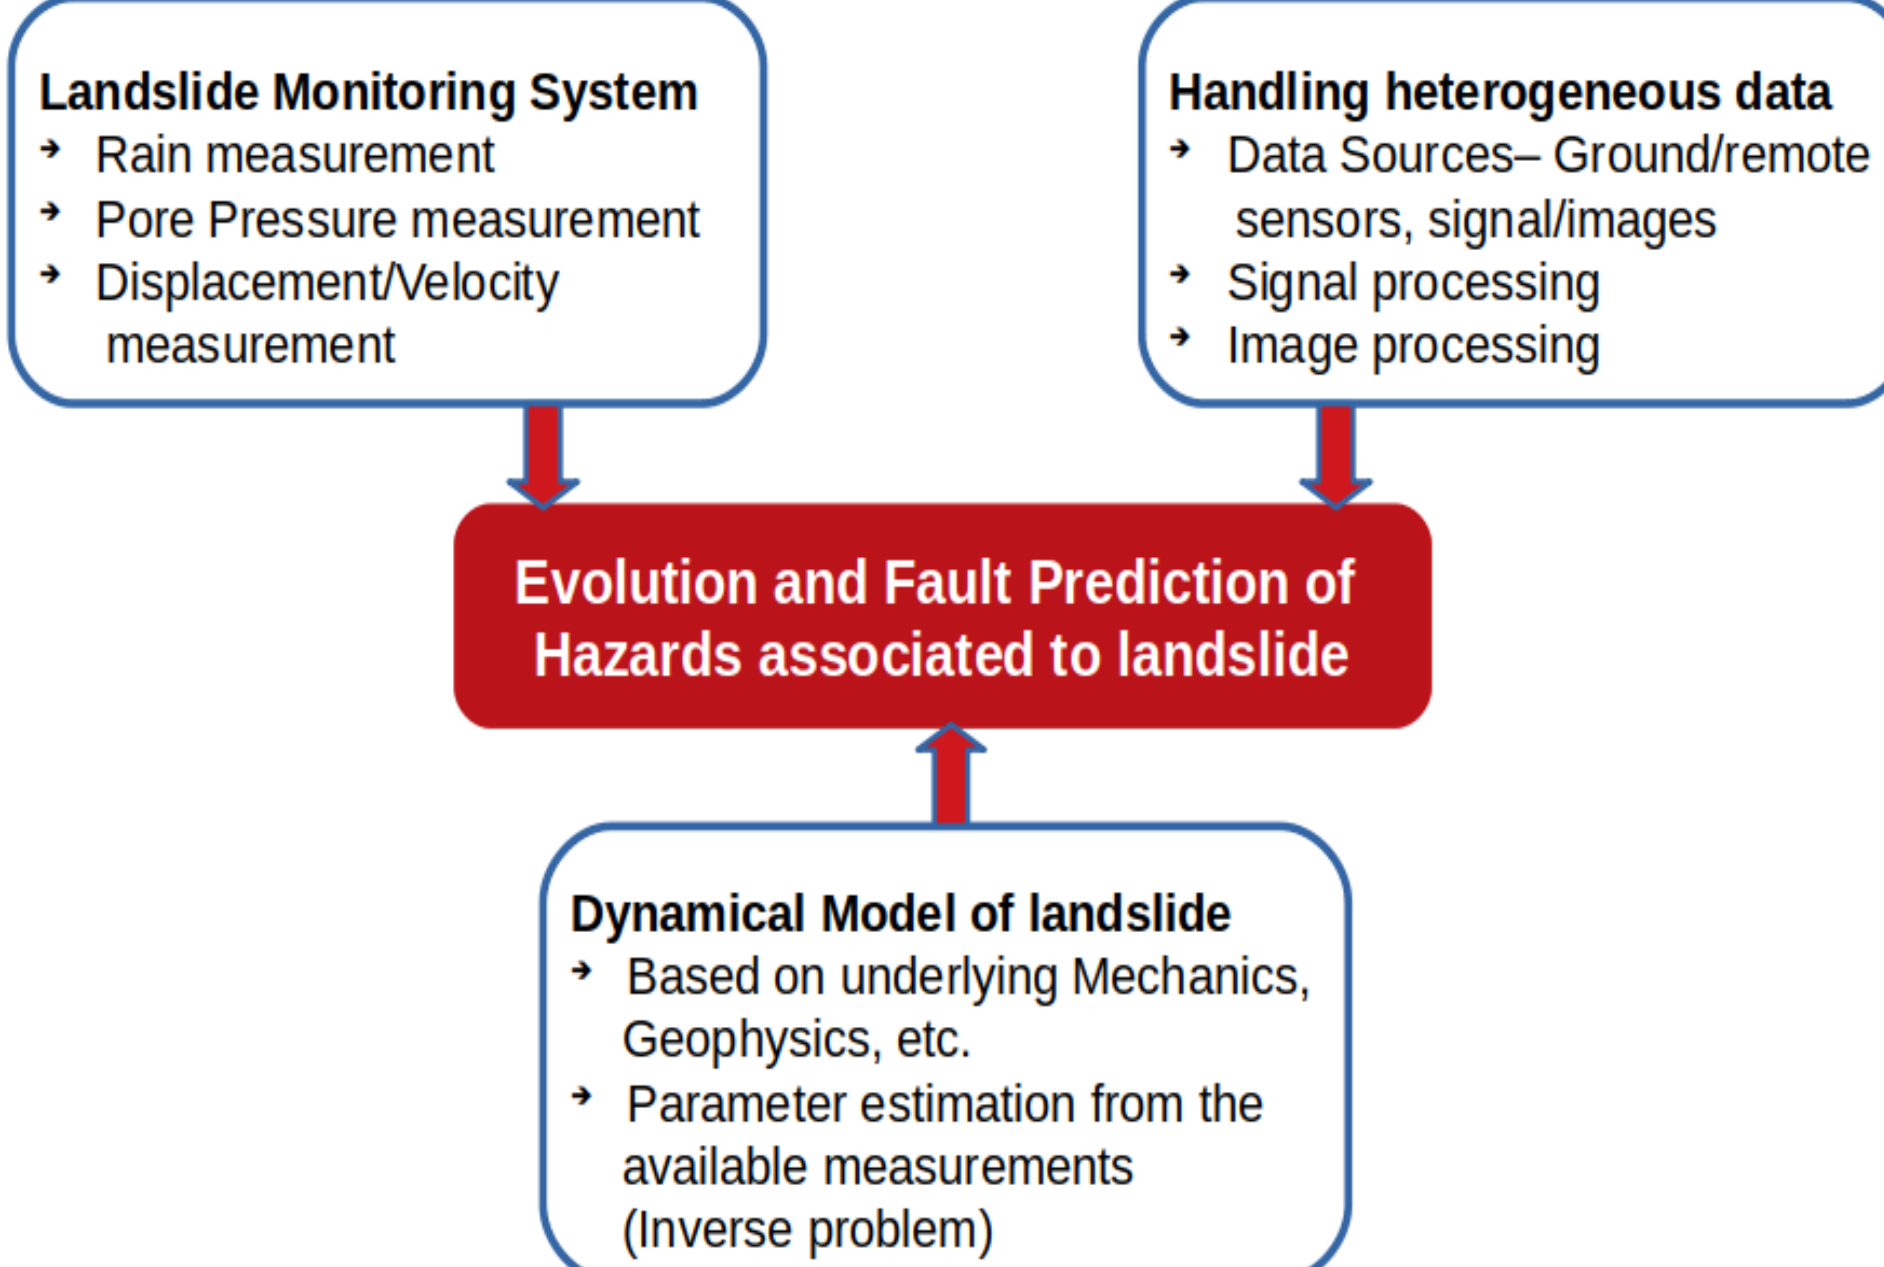 Landslide Monitoring System
➔ Rain measurement
➔ Pore Pressure measurement
➔ Displacement/Velocity
measurement
Handling heterogeneous data
➔ Data Sources– Ground/remote
sensors, signal/images
➔ Signal processing
➔ Image processing
Evolution and Fault Prediction of
Hazards associated to landslide
Dynamical Model of landslide
➔ Based on underlying Mechanics,
Geophysics, etc.
➔ Parameter estimation from the
available measurements
(Inverse problem)